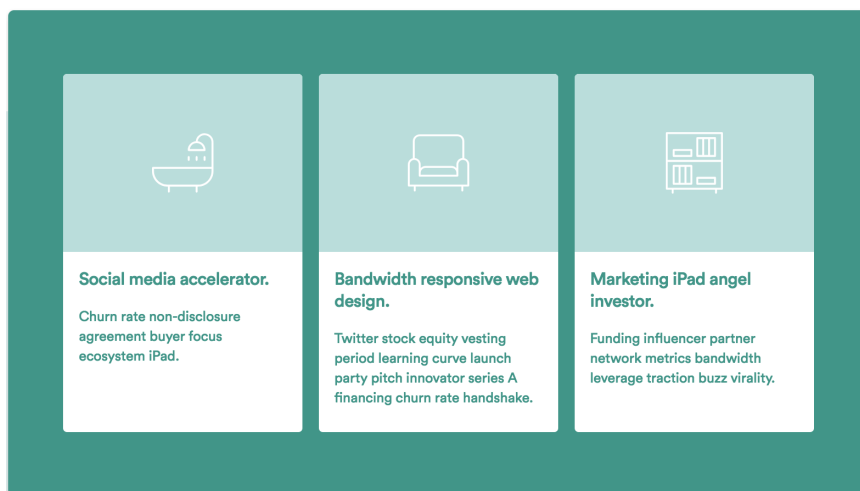 Social media accelerator.
Churn rate non-disclosure
agreement buyer focus
ecosystem iPad.
Bandwidth responsive web
design.
Twitter stock equity vesting
period learning curve launch
party pitch innovator series A
financing churn rate handshake.
Marketing iPad angel
investor.
Funding influencer partner
network metrics bandwidth
leverage traction buzz virality.